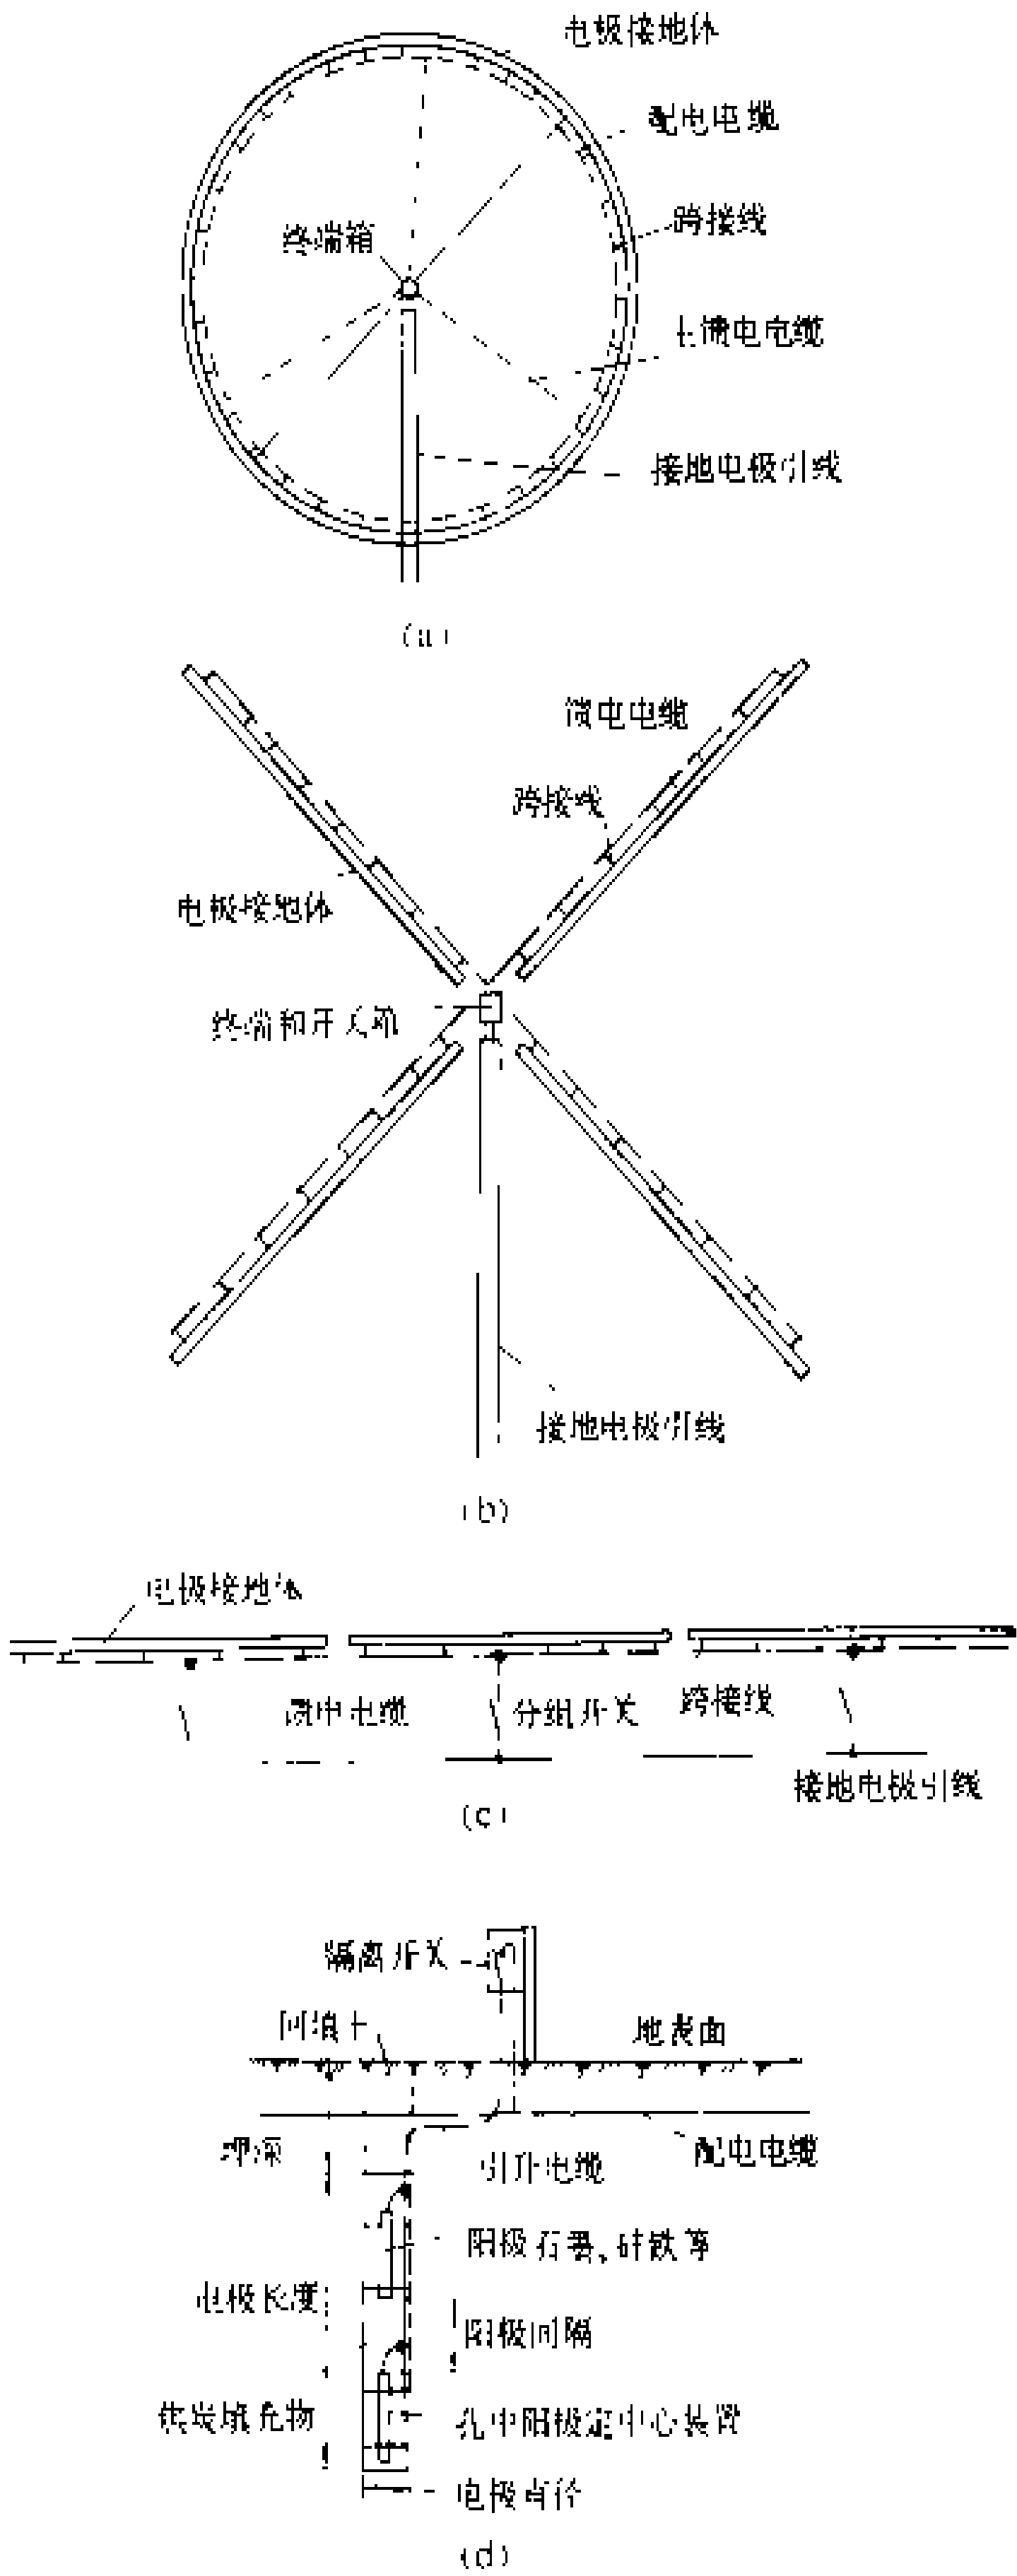 电极接地体
配电电缆
跨接线
终端箱
馈电电缆
接地电极引线
(a)
馈电电缆
跨接线
电极接地体
终端和开关箱
接地电极引线
(b)
电极接地体
馈电电缆
分组开关
跨接线
接地电极引线
(c)
隔离开关
回填土
地表面
埋深
引升电缆
配电电缆
阳极石墨、硅铁等
电极长度
阳极间隔
焦炭填充物
孔中阳极定中心装置
电极直径
(d)